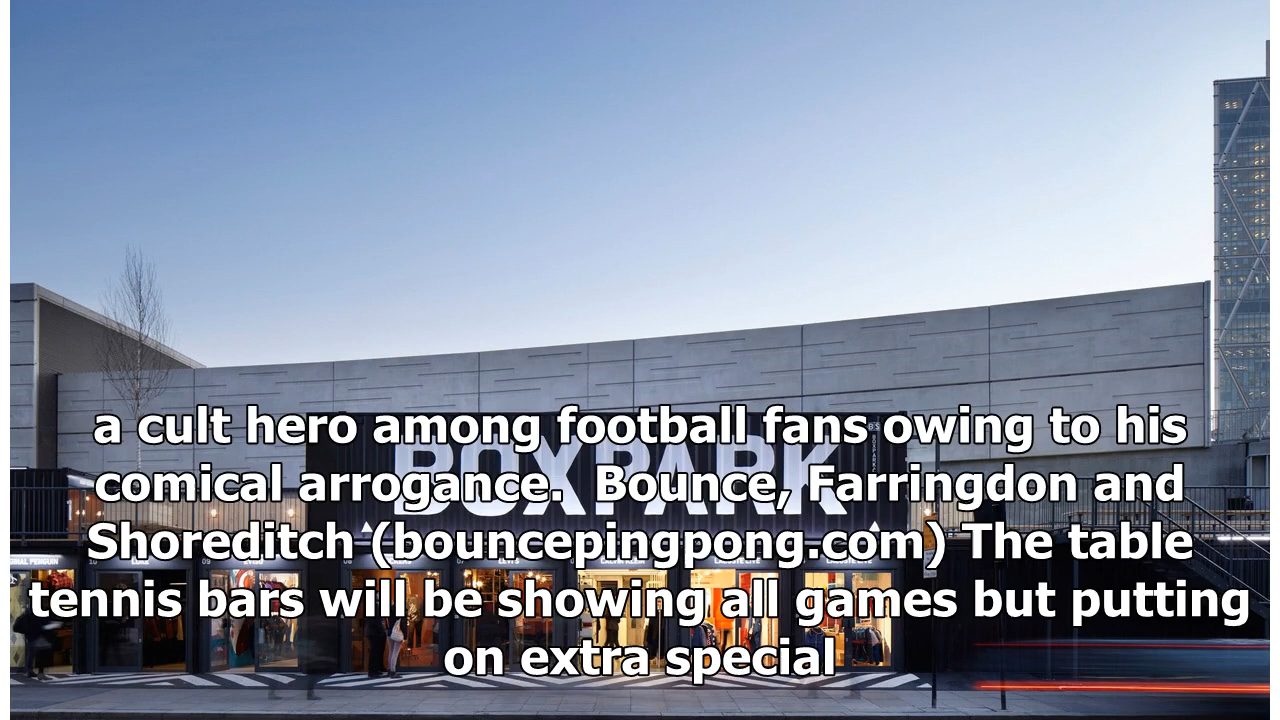 a cult hero among football fans owing to his
comical arrogance.  Bounce, Farringdon and
Shoreditch (bouncepingpong.com) The table
tennis bars will be showing all games but putting
on extra special
BOXPARK